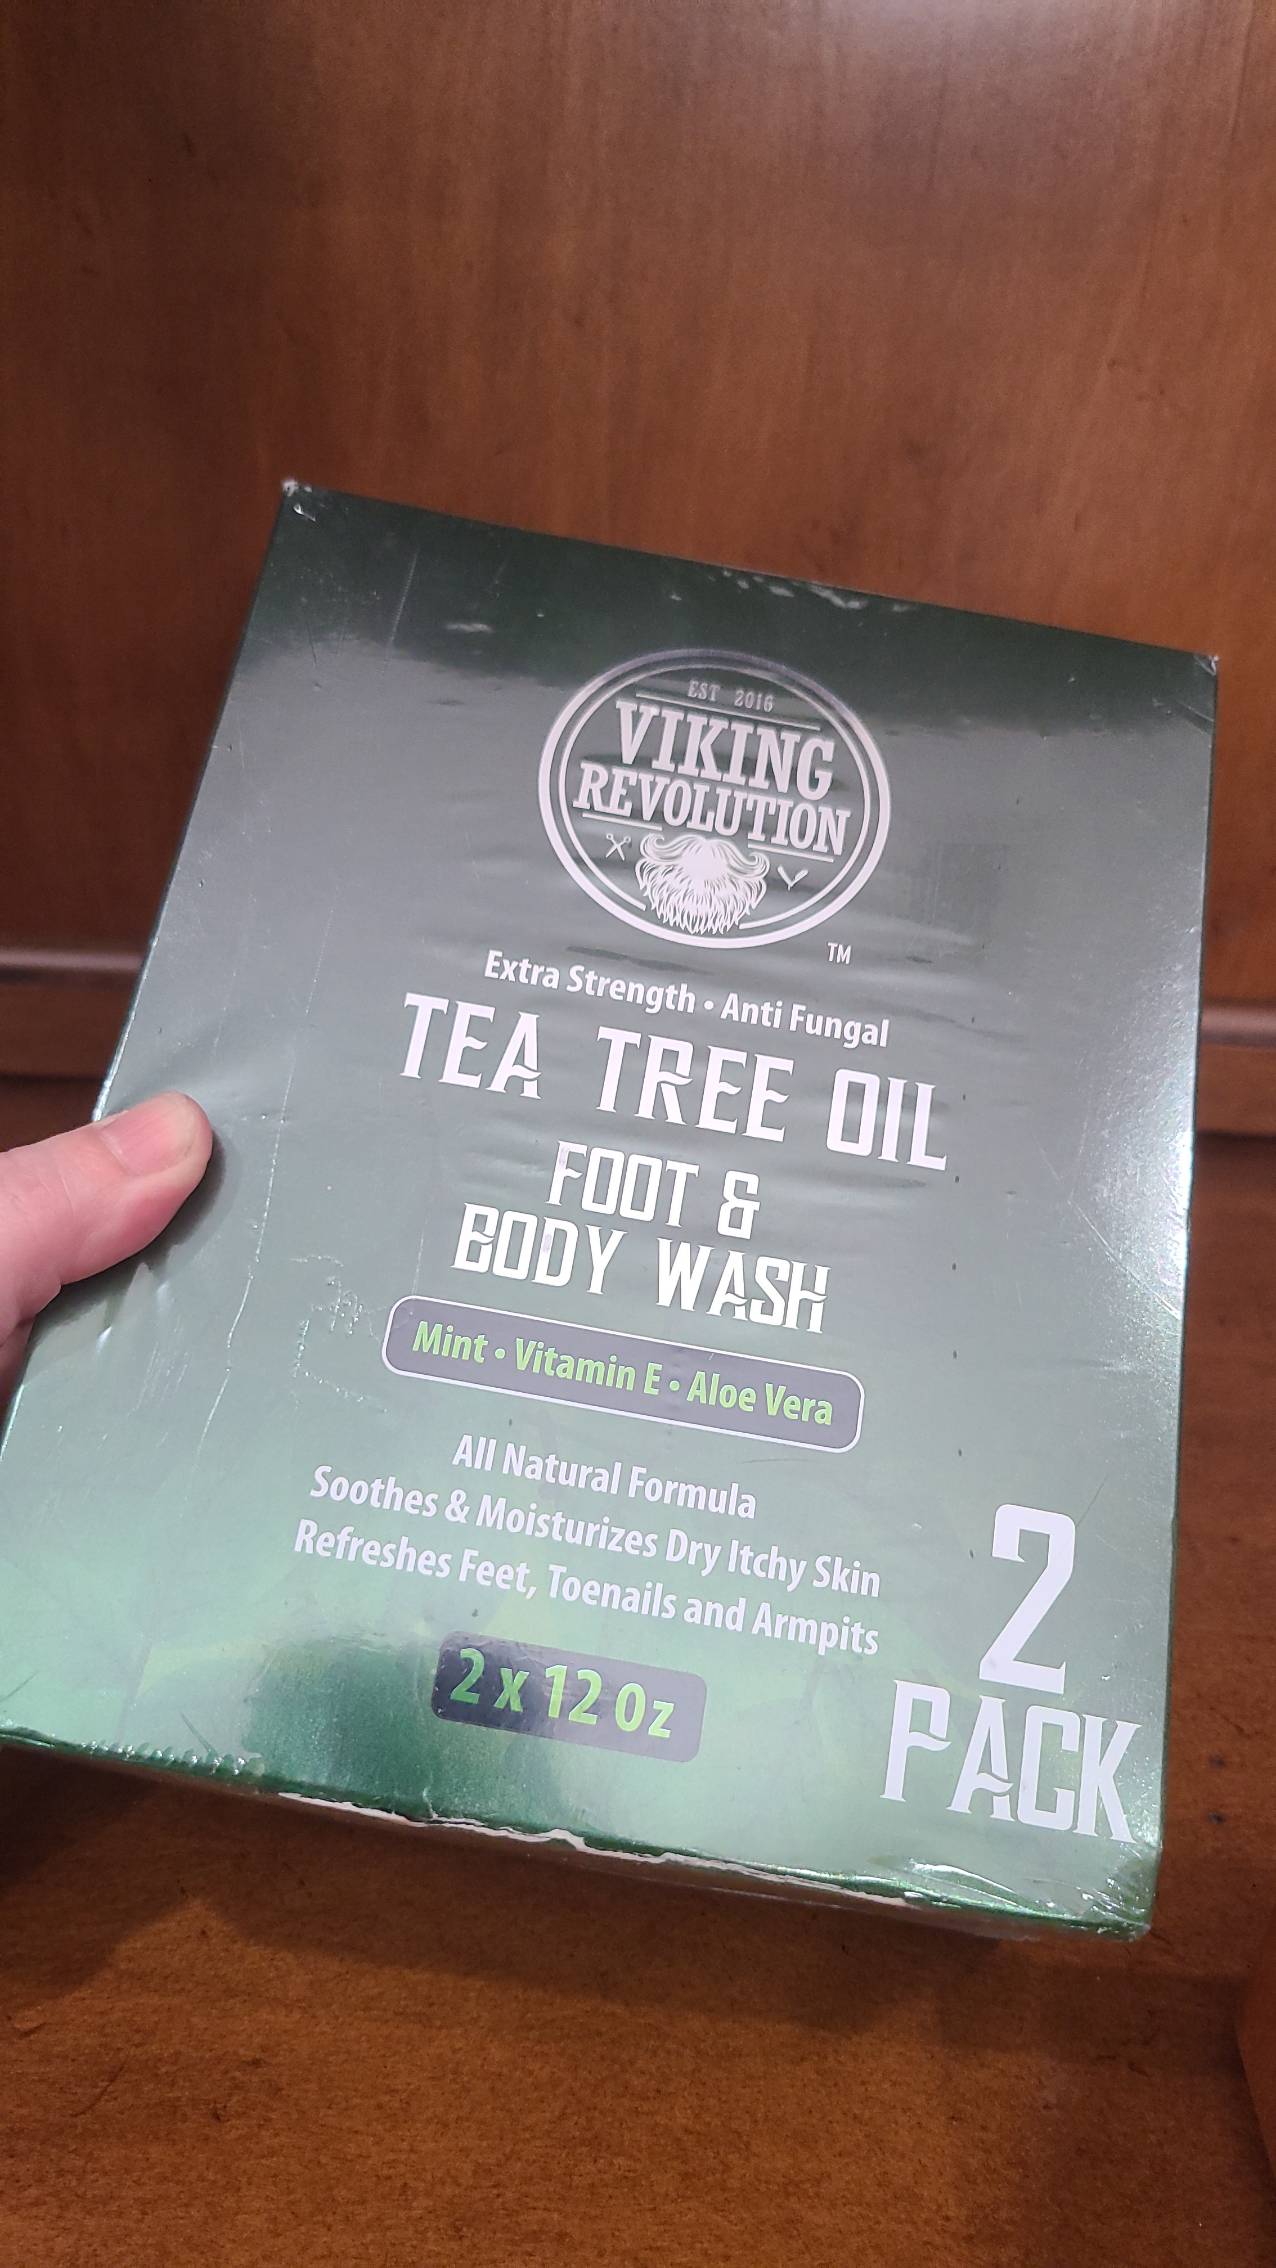 EST 2016
VIKING
REVOLUTION
TM
Extra Strength • Anti Fungal
TEA TREE OIL
FOOT &
BODY WASH
Mint • Vitamin E • Aloe Vera
All Natural Formula
Soothes & Moisturizes Dry Itchy Skin
Refreshes Feet, Toenails and Armpits
2 x 12 Oz
2
PACK